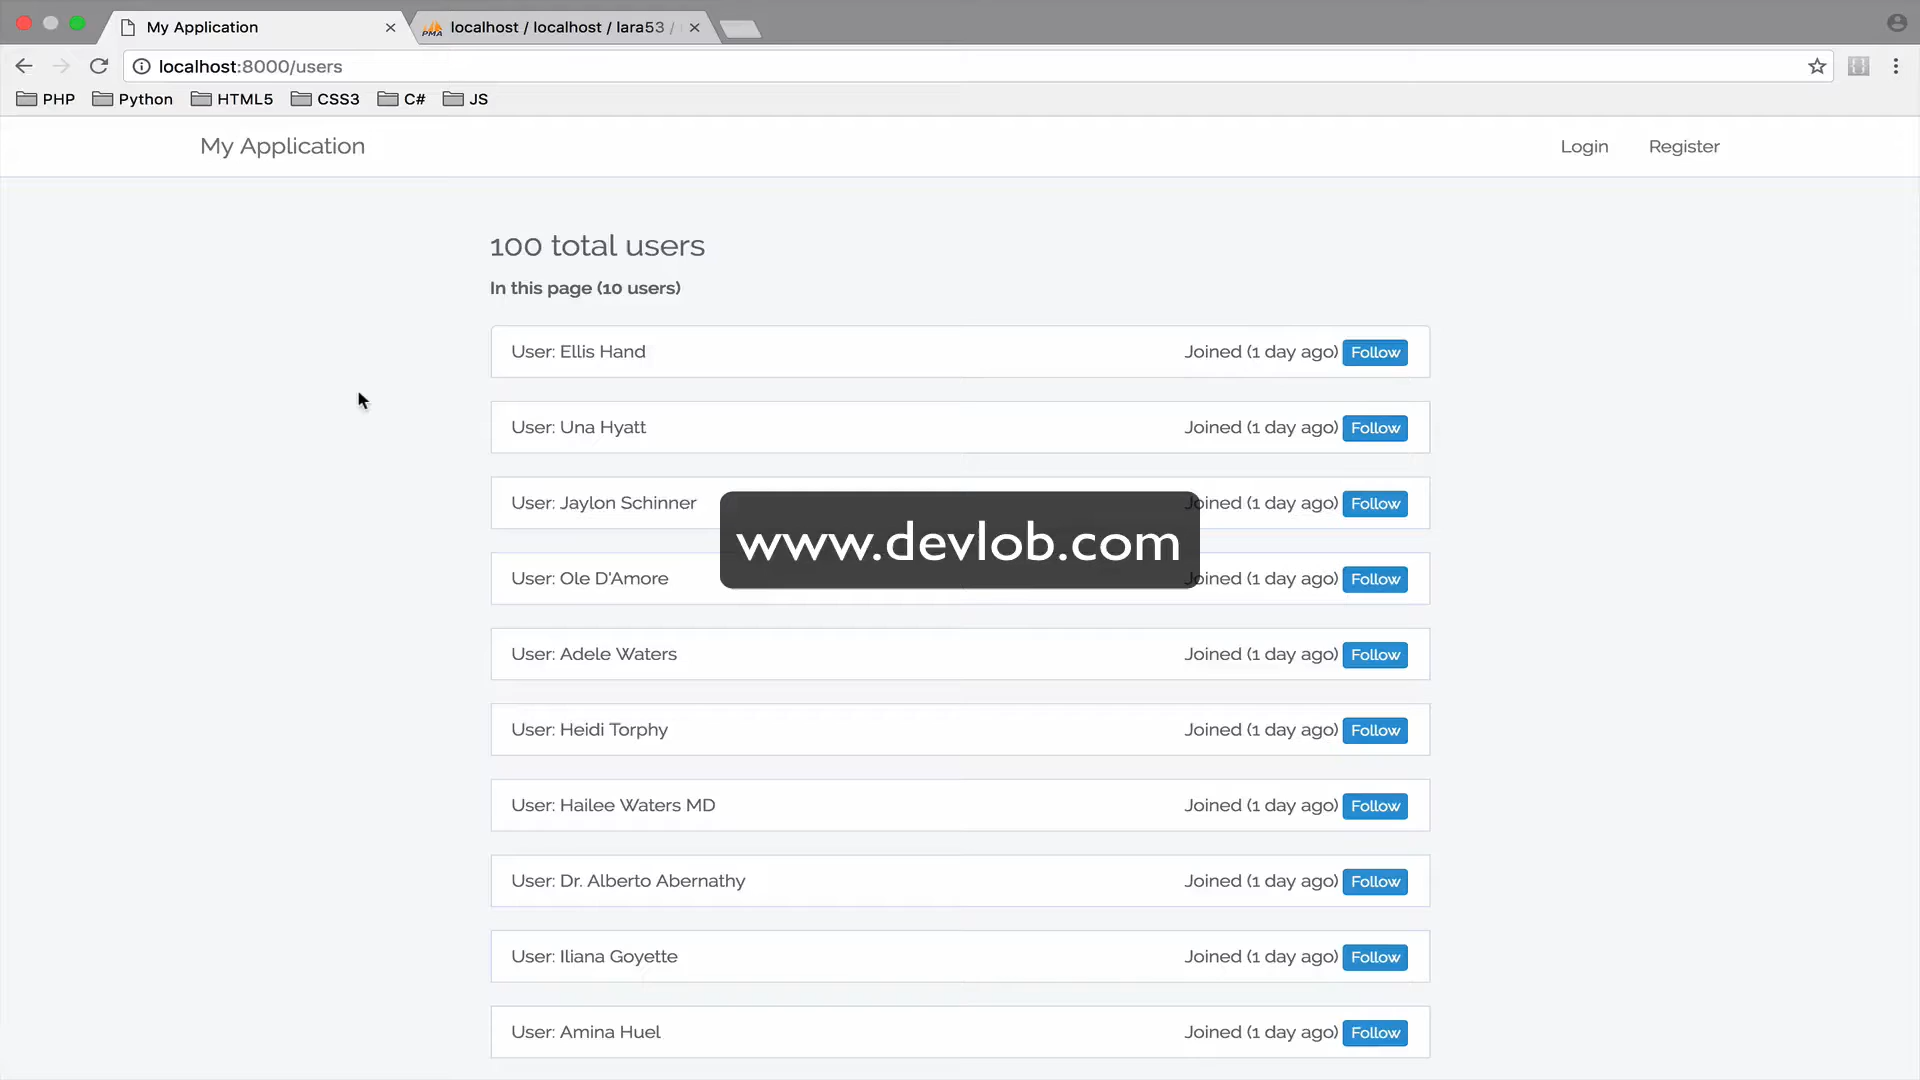 My Application
localhost / localhost / lara53 /
localhost:8000/users
PHP Python HTML5 CSS3 C# JS
My Application Login Register
100 total users
In this page (10 users)
User: Ellis Hand Joined (1 day ago) Follow
User: Una Hyatt Joined (1 day ago) Follow
User: Jaylon Schinner Joined (1 day ago) Follow
www.devlob.com
User: Ole D'Amore Joined (1 day ago) Follow
User: Adele Waters Joined (1 day ago) Follow
User: Heidi Torphy Joined (1 day ago) Follow
User: Hailee Waters MD Joined (1 day ago) Follow
User: Dr. Alberto Abernathy Joined (1 day ago) Follow
User: Iliana Goyette Joined (1 day ago) Follow
User: Amina Huel Joined (1 day ago) Follow